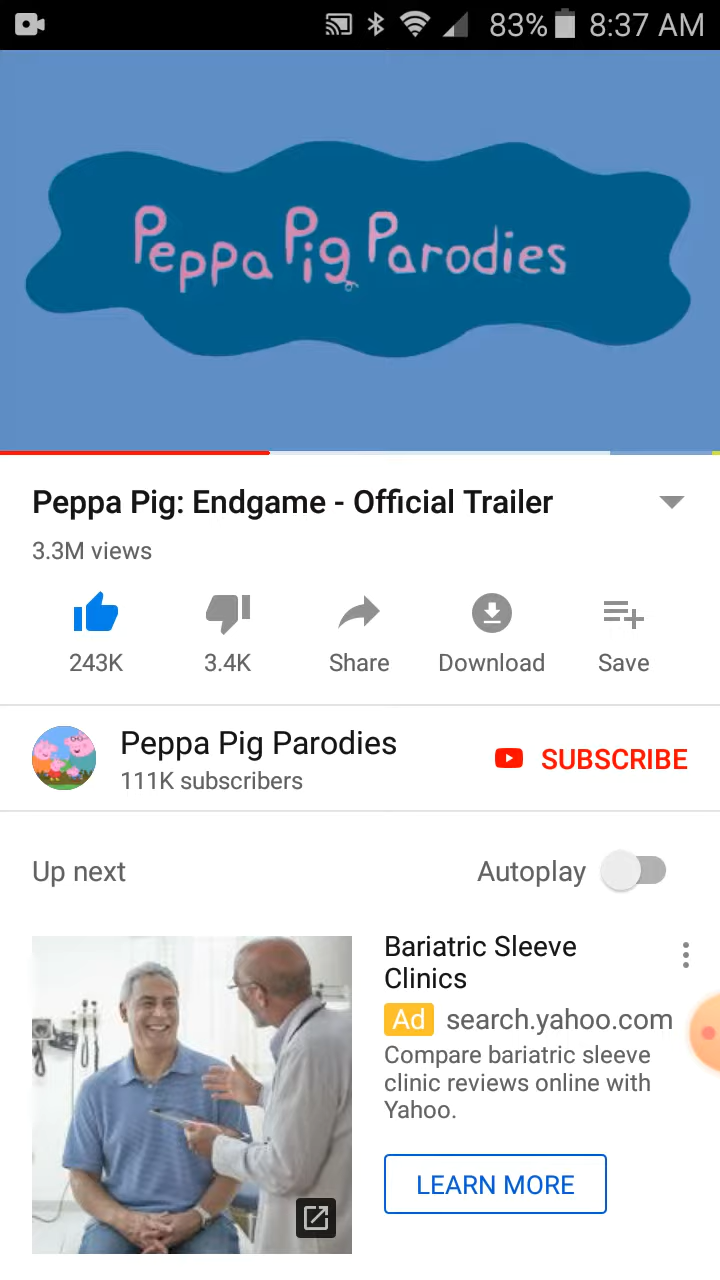 83% 8:37 AM
Peppa Pig Parodies
Peppa Pig: Endgame - Official Trailer
3.3M views
243K 3.4K Share Download Save
Peppa Pig Parodies
111K subscribers
SUBSCRIBE
Up next Autoplay
Bariatric Sleeve
Clinics
Ad search.yahoo.com
Compare bariatric sleeve
clinic reviews online with
Yahoo.
LEARN MORE